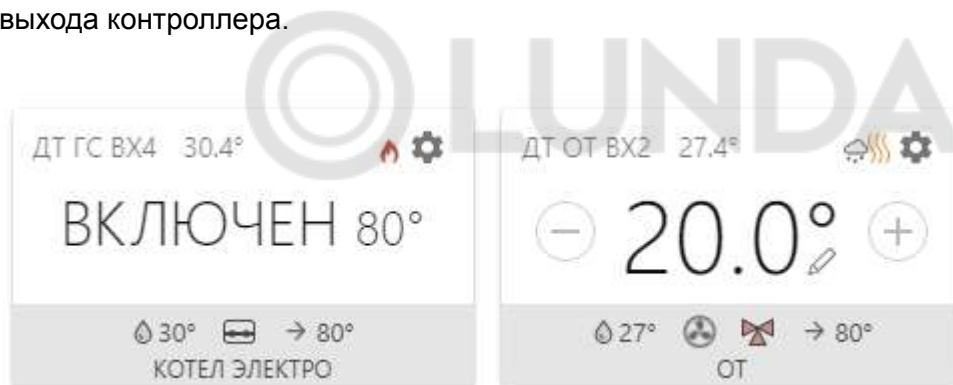 выхода контроллера.
OLUNDA
ДТ ГС ВХ4 30.4°
ВКЛЮЧЕН 80°
30° → 80°
КОТЕЛ ЭЛЕКТРО
ДТ ОТ ВХ2 27.4°
− 20.0° +
27° → 80°
ОТ